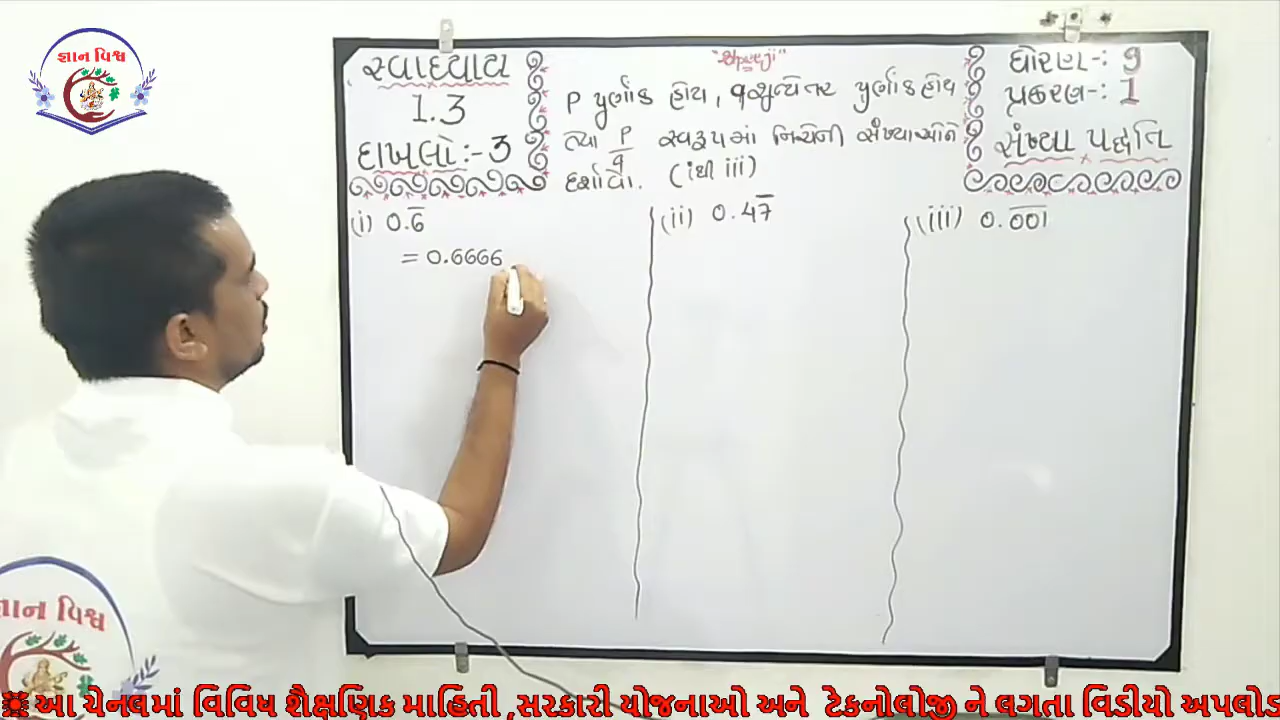 જ્ઞાન વિશ્વ
સ્વાધ્યાય
1.3
દાખલો:-3
P પુર્ણાંક હોય, q શૂન્યેતર પુર્ણાંક હોય
ત્યા P/q સ્વરૂપમાં નિચેની સંખ્યાઓને
દર્શાવો. (i થી iii)
ધોરણ-: 9
પ્રકરણ-: 1
સંખ્યા પદ્ધતિ
(i) 0.6̅
= 0.6666
(ii) 0.47̅
(iii) 0.0̅0̅1̅
જ્ઞાન વિશ્વ
આ ચેનલમાં વિવિધ શૈક્ષણિક માહિતી ,સરકારી યોજનાઓ અને ટેકનોલોજી ને લગતા વિડીયો અપલોડ